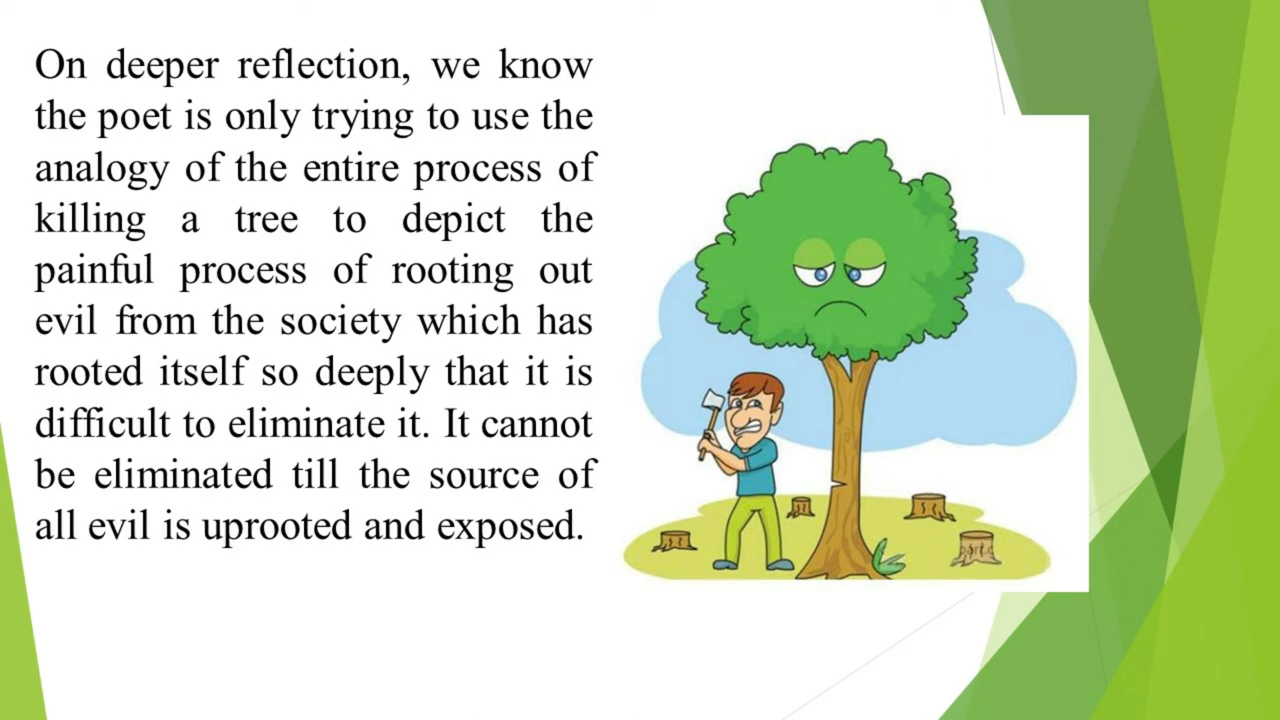 On deeper reflection, we know
the poet is only trying to use the
analogy of the entire process of
killing a tree to depict the
painful process of rooting out
evil from the society which has
rooted itself so deeply that it is
difficult to eliminate it. It cannot
be eliminated till the source of
all evil is uprooted and exposed.